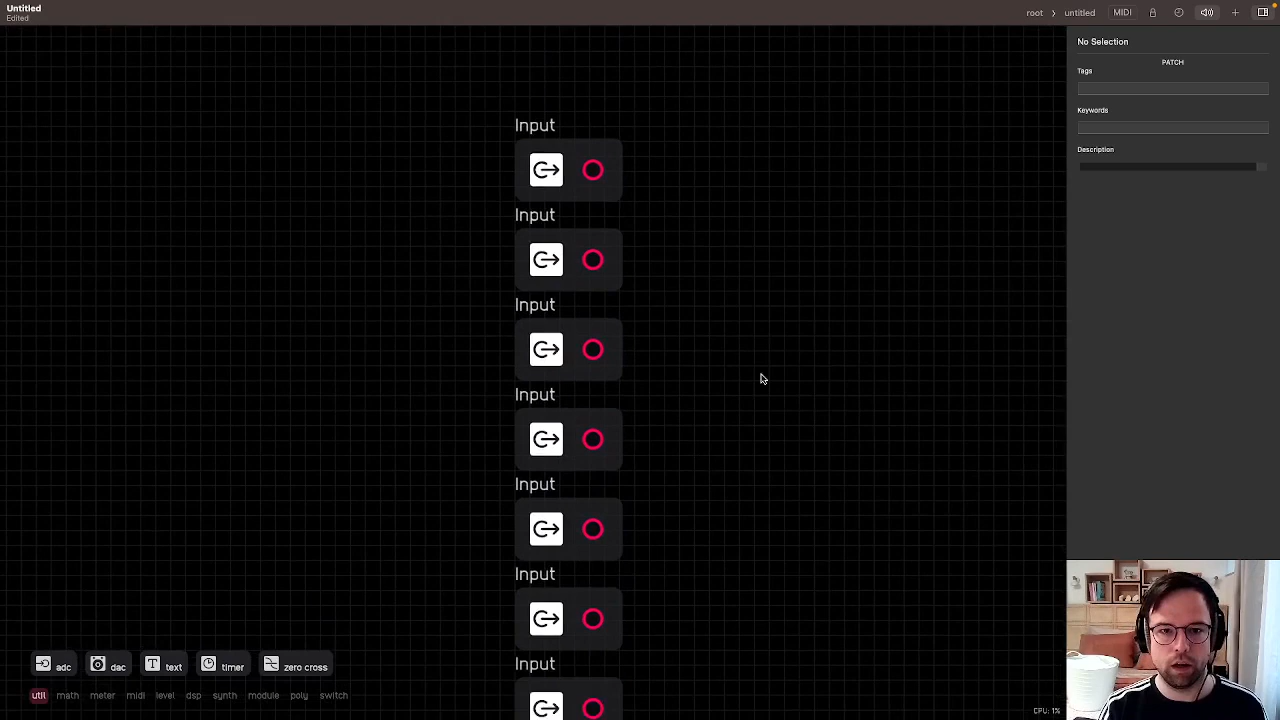 Untitled
Edited
root › untitled MIDI
No Selection
PATCH
Tags
Keywords
Description
Input
Input
Input
Input
Input
Input
Input
adc dac text timer zero cross
util math meter midi level dsp synth module poly switch
CPU: 1%